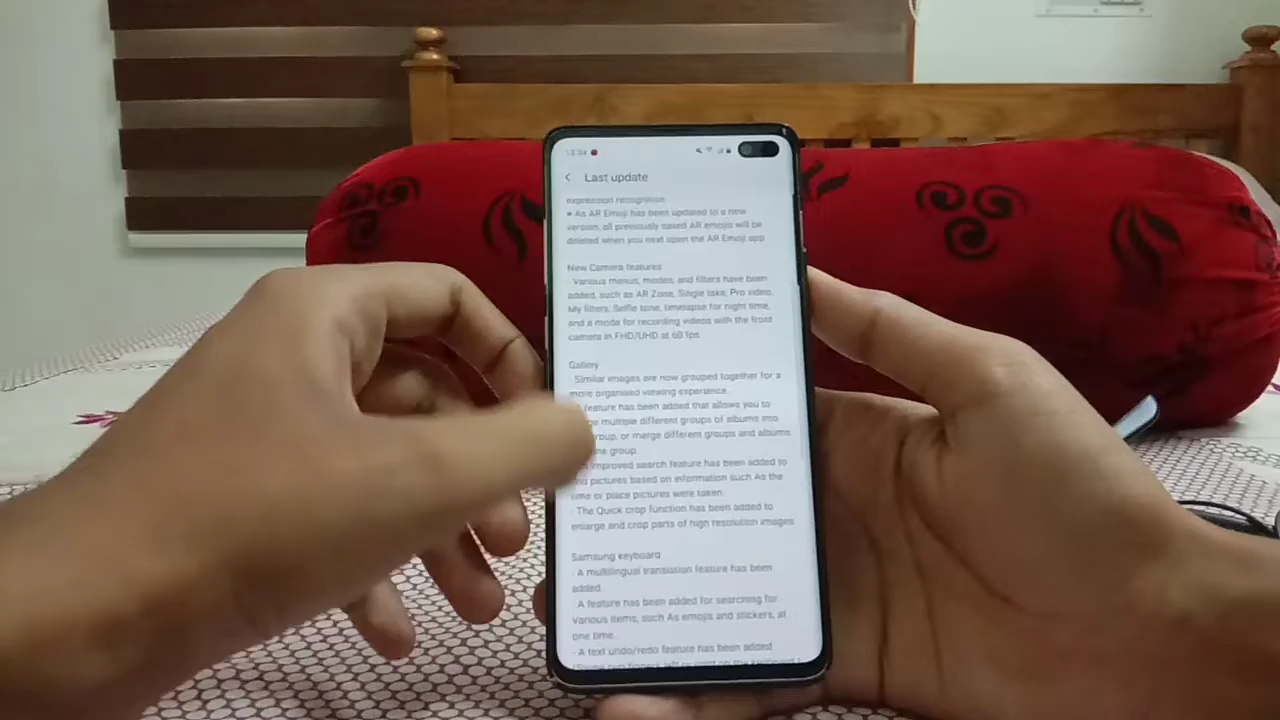 Last update
expression recognition.
As AR Emoji has been updated to a new
version, all previously saved AR emojis will be
deleted when you next open the AR Emoji app
New Camera features
- Various menus, modes, and filters have been
added, such as AR Zone, Single take, Pro video,
My filters, Selfie tone, timelapse for night time,
and a mode for recording videos with the front
camera in FHD/UHD at 60 fps.
Gallery
- Similar images are now grouped together for a
more organised viewing experience.
feature has been added that allows you to
multiple different groups of albums into
group, or merge different groups and albums
group.
improved search feature has been added to
pictures based on information such As the
time or place pictures were taken.
- The Quick crop function has been added to
enlarge and crop parts of high resolution images
Samsung keyboard
- A multilingual translation feature has been
added.
- A feature has been added for searching for
Various items, such As emojis and stickers, at
one time.
- A text undo/redo feature has been added